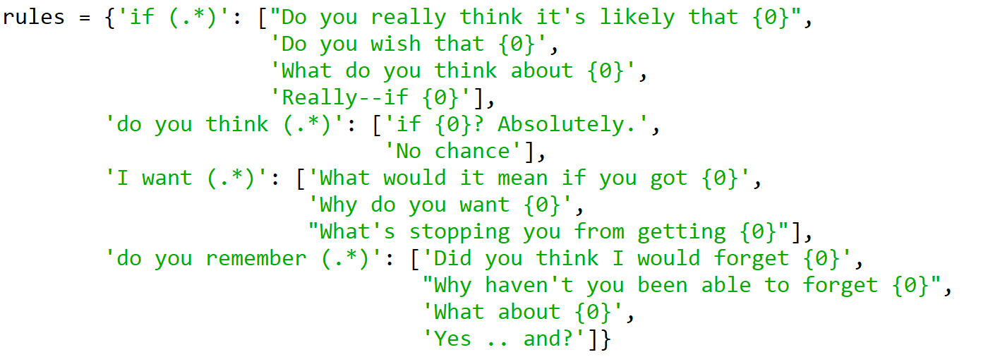 rules = {'if (.*)': ["Do you really think it's likely that {0}",
'Do you wish that {0}',
'What do you think about {0}',
'Really--if {0}'],
'do you think (.*)': ['if {0}? Absolutely.',
'No chance'],
'I want (.*)': ['What would it mean if you got {0}',
'Why do you want {0}',
"What's stopping you from getting {0}"],
'do you remember (.*)': ['Did you think I would forget {0}',
"Why haven't you been able to forget {0}",
'What about {0}',
'Yes .. and?']}